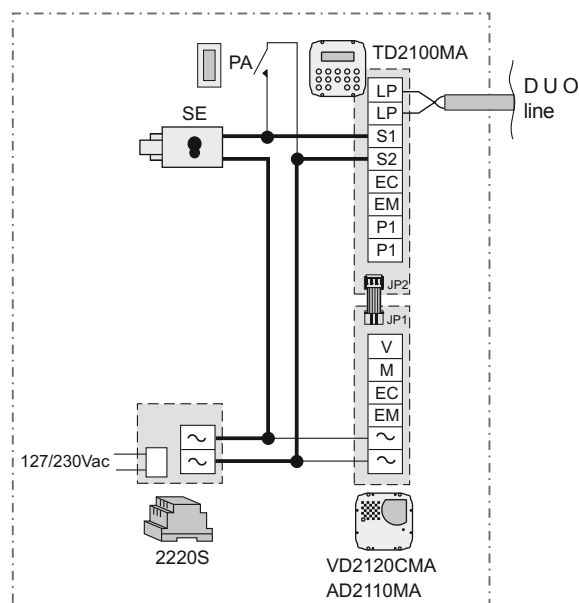 TD2100MA
PA
D U O
line
SE
LP
LP
S1
S2
EC
EM
P1
P1
JP2
JP1
V
M
EC
EM
~
~
~
~
127/230Vac
2220S
VD2120CMA
AD2110MA